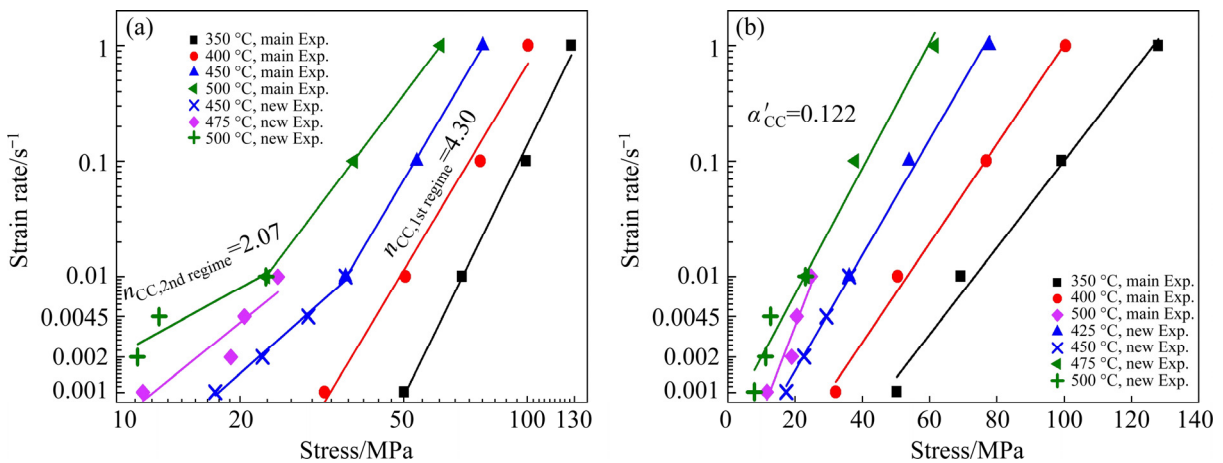 (a)
350 °C, main Exp.
400 °C, main Exp.
450 °C, main Exp.
500 °C, main Exp.
450 °C, new Exp.
475 °C, ncw Exp.
500 °C, new Exp.
nCC,2nd regime=2.07
nCC,1st regime=4.30
1
0.1
0.01
0.0045
0.002
0.001
Strain rate/s−1
10
20
50
100
130
Stress/MPa
(b)
α′CC=0.122
350 °C, main Exp.
400 °C, main Exp.
500 °C, main Exp.
425 °C, new Exp.
450 °C, new Exp.
475 °C, new Exp.
500 °C, new Exp.
1
0.1
0.01
0.0045
0.002
0.001
Strain rate/s−1
0
20
40
60
80
100
120
140
Stress/MPa